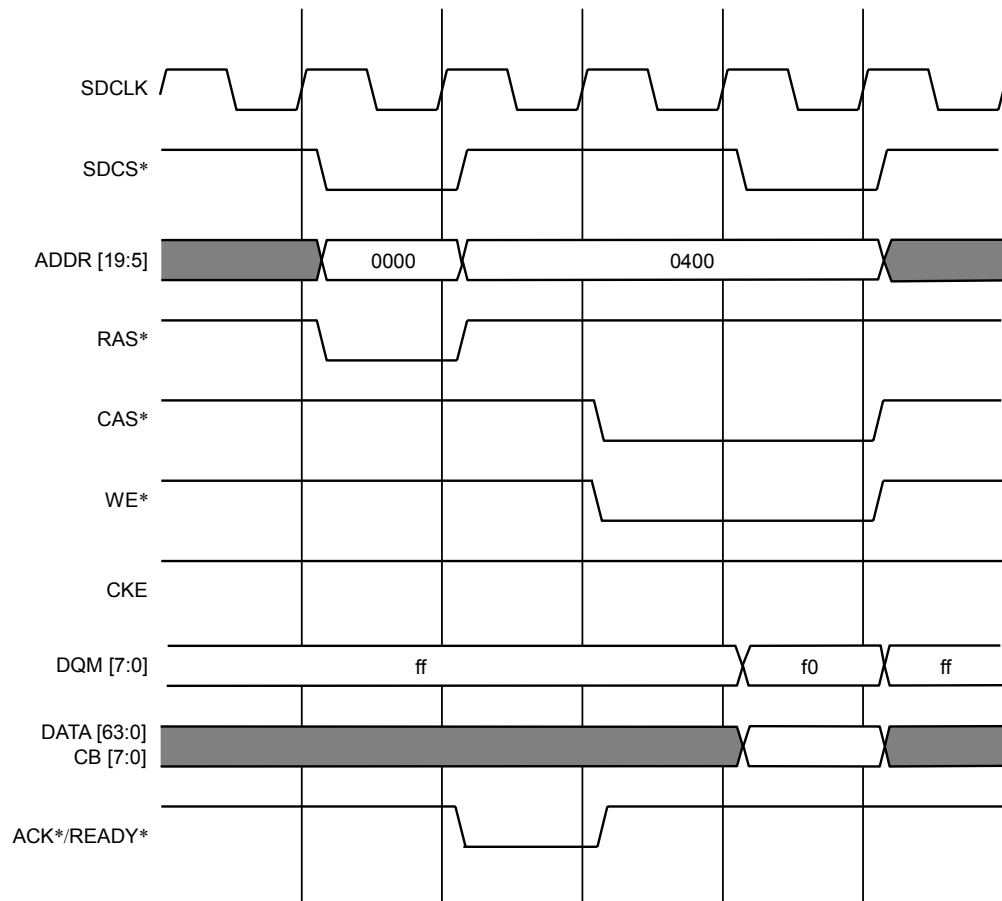 SDCLK
SDCS*
ADDR [19:5] 0000 0400
RAS*
CAS*
WE*
CKE
DQM [7:0] ff f0 ff
DATA [63:0]
CB [7:0]
ACK*/READY*